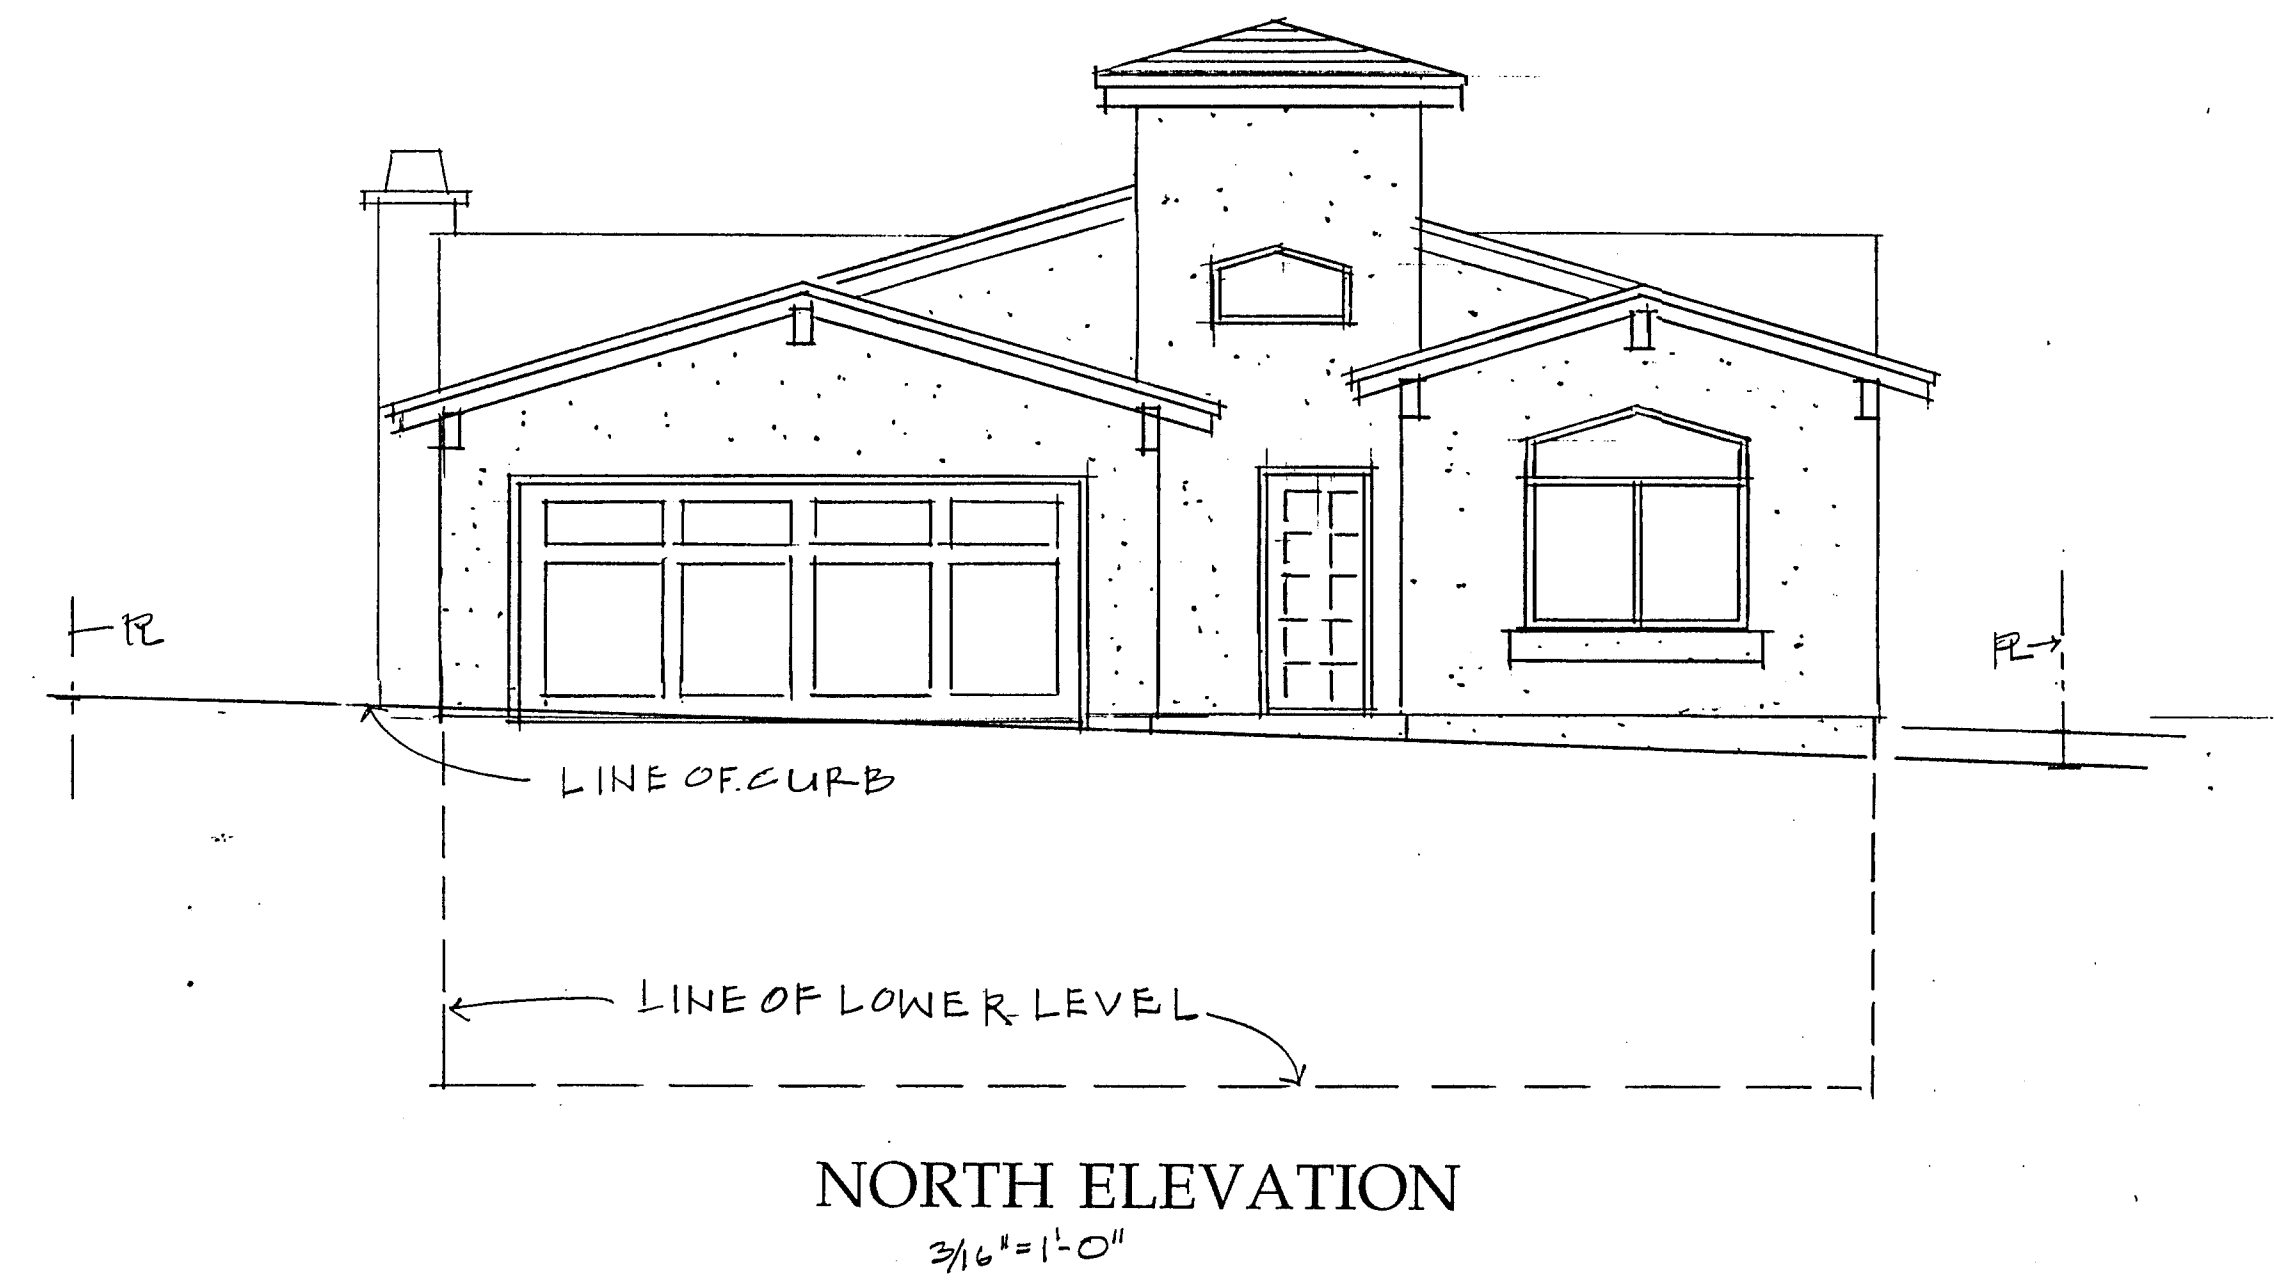 PL
PL
LINE OF CURB
LINE OF LOWER LEVEL
NORTH ELEVATION
3/16"=1'-0"